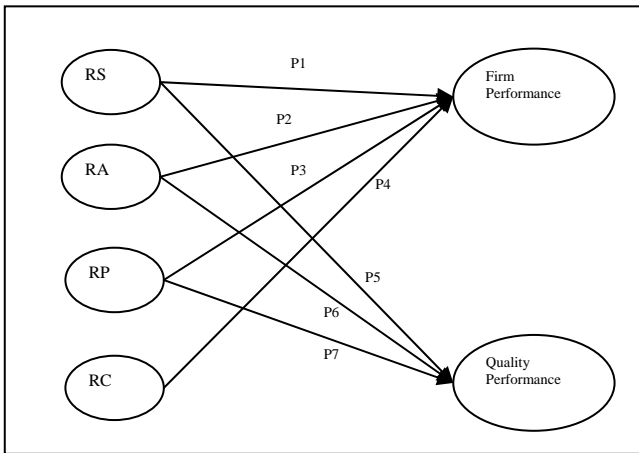 RS
P1
Firm
Performance
P2
RA
P3
P4
RP
P5
P6
P7
RC
Quality
Performance